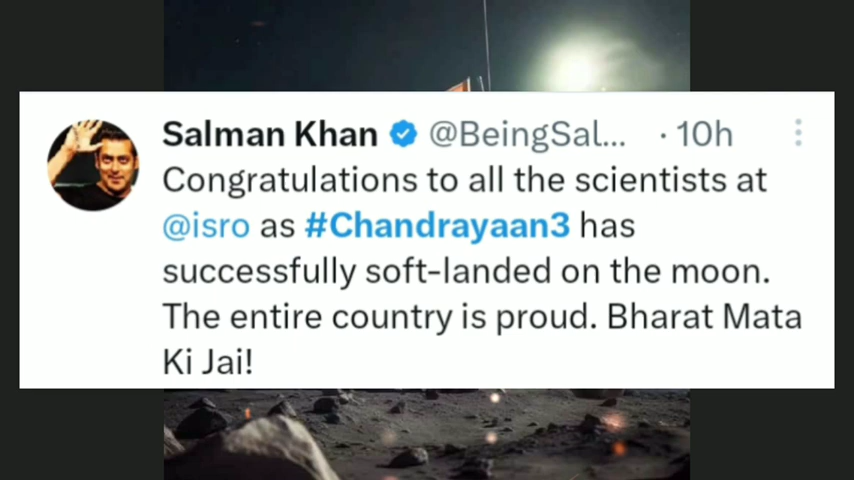 Salman Khan @BeingSal... · 10h
Congratulations to all the scientists at
@isro as #Chandrayaan3 has
successfully soft-landed on the moon.
The entire country is proud. Bharat Mata
Ki Jai!